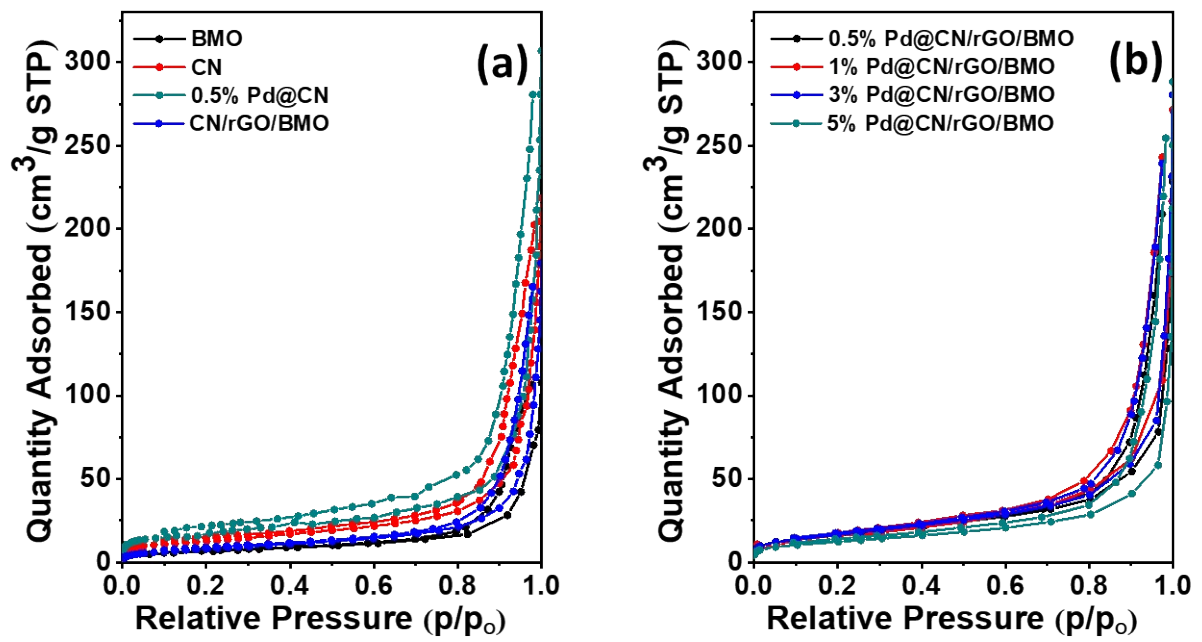 (a)
BMO
CN
0.5% Pd@CN
CN/rGO/BMO
Quantity Adsorbed (cm³/g STP)
300
250
200
150
100
50
0
0.0 0.2 0.4 0.6 0.8 1.0
Relative Pressure (p/pₒ)
(b)
0.5% Pd@CN/rGO/BMO
1% Pd@CN/rGO/BMO
3% Pd@CN/rGO/BMO
5% Pd@CN/rGO/BMO
Quantity Adsorbed (cm³/g STP)
300
250
200
150
100
50
0
0.0 0.2 0.4 0.6 0.8 1.0
Relative Pressure (p/pₒ)